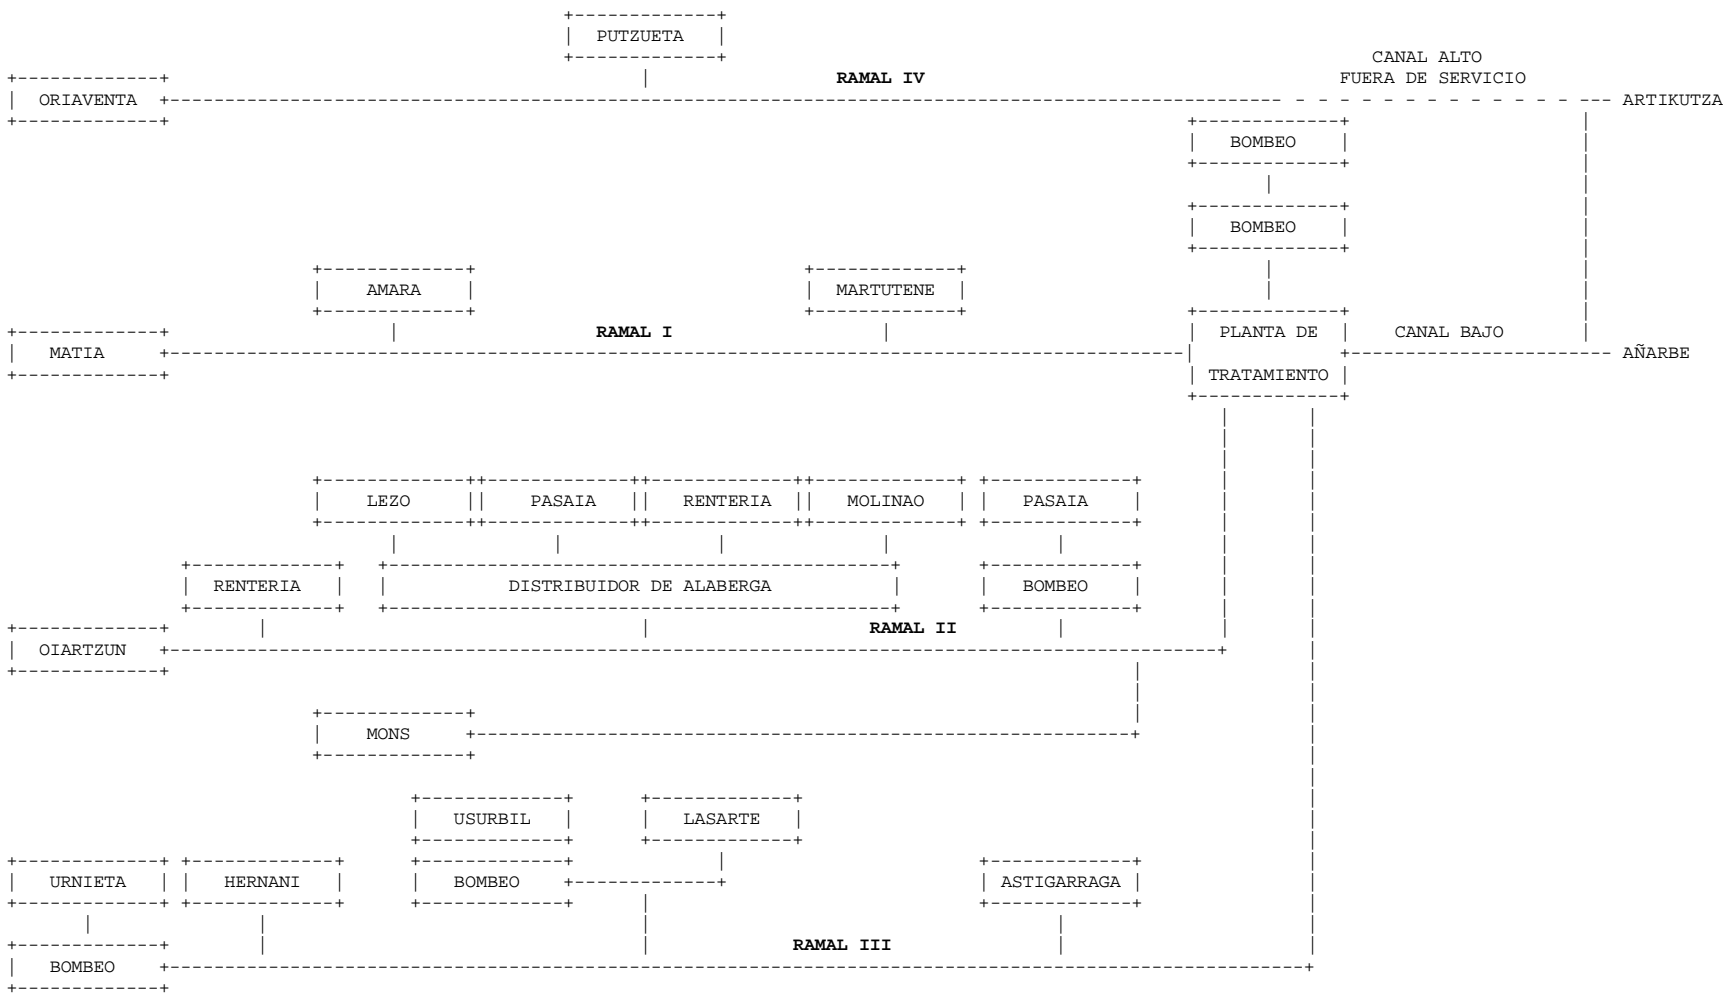 PUTZUETA
CANAL ALTO
RAMAL IV FUERA DE SERVICIO
ORIAVENTA ARTIKUTZA
BOMBEO
BOMBEO
AMARA MARTUTENE
RAMAL I PLANTA DE CANAL BAJO
MATIA AÑARBE
TRATAMIENTO
LEZO PASAIA RENTERIA MOLINAO PASAIA
RENTERIA DISTRIBUIDOR DE ALABERGA BOMBEO
RAMAL II
OIARTZUN
MONS
USURBIL LASARTE
URNIETA HERNANI BOMBEO ASTIGARRAGA
RAMAL III
BOMBEO